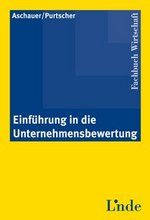 Aschauer/Purtscher
Einführung in die
Unternehmensbewertung
Fachbuch Wirtschaft
Linde